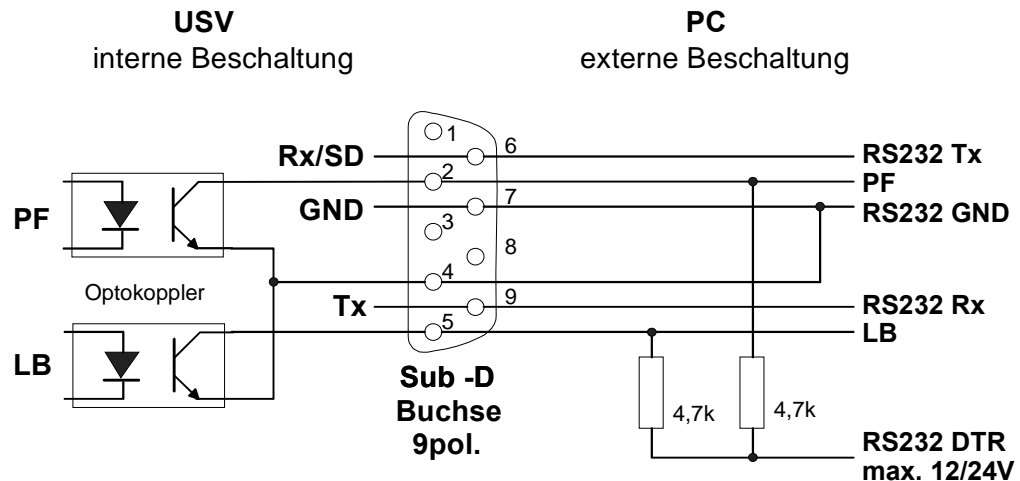 USV
interne Beschaltung
PC
externe Beschaltung
1
6
Rx/SD
RS232 Tx
2
PF
PF
GND
7
RS232 GND
3
8
4
Optokoppler
Tx
9
RS232 Rx
5
LB
LB
Sub -D
Buchse
9pol.
4,7k
4,7k
RS232 DTR
max. 12/24V